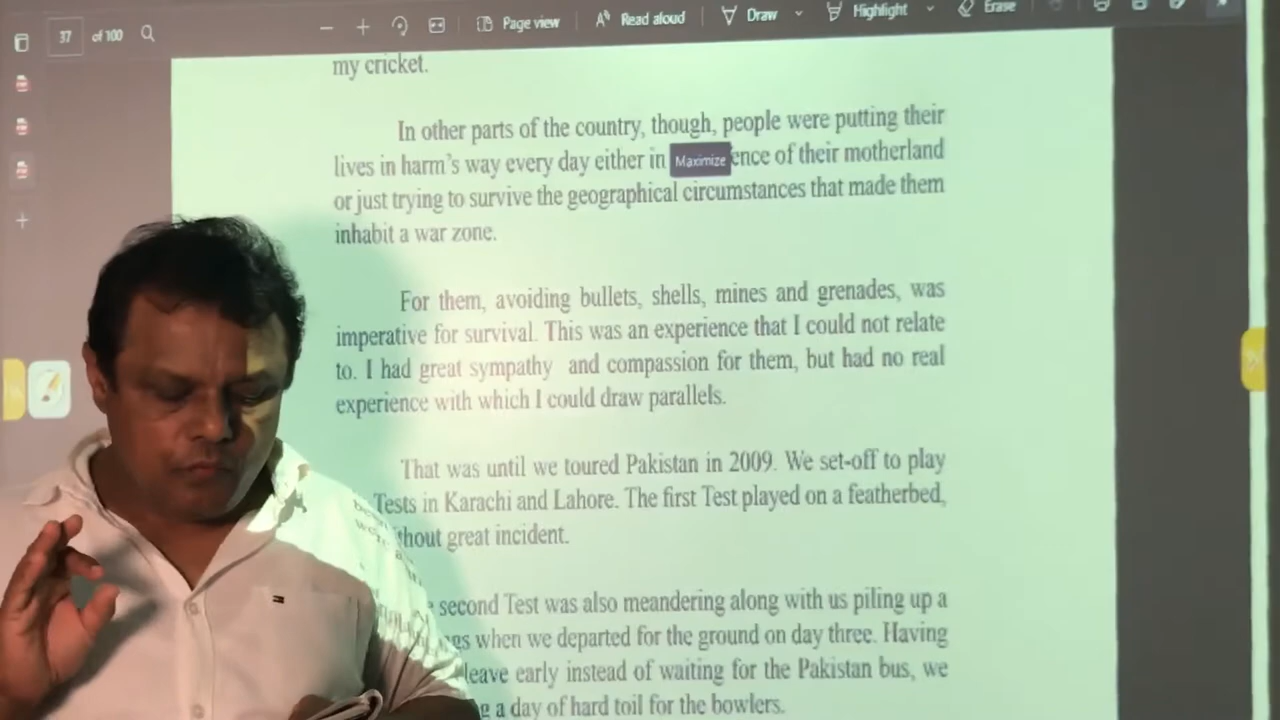 37 of 100 Page view Read aloud Draw Highlight Erase
my cricket.
In other parts of the country, though, people were putting their
lives in harm's way every day either in Maximize ence of their motherland
or just trying to survive the geographical circumstances that made them
inhabit a war zone.
For them, avoiding bullets, shells, mines and grenades, was
imperative for survival. This was an experience that I could not relate
to. I had great sympathy and compassion for them, but had no real
experience with which I could draw parallels.
That was until we toured Pakistan in 2009. We set-off to play
Tests in Karachi and Lahore. The first Test played on a featherbed,
thout great incident.
second Test was also meandering along with us piling up a
gs when we departed for the ground on day three. Having
leave early instead of waiting for the Pakistan bus, we
g a day of hard toil for the bowlers.